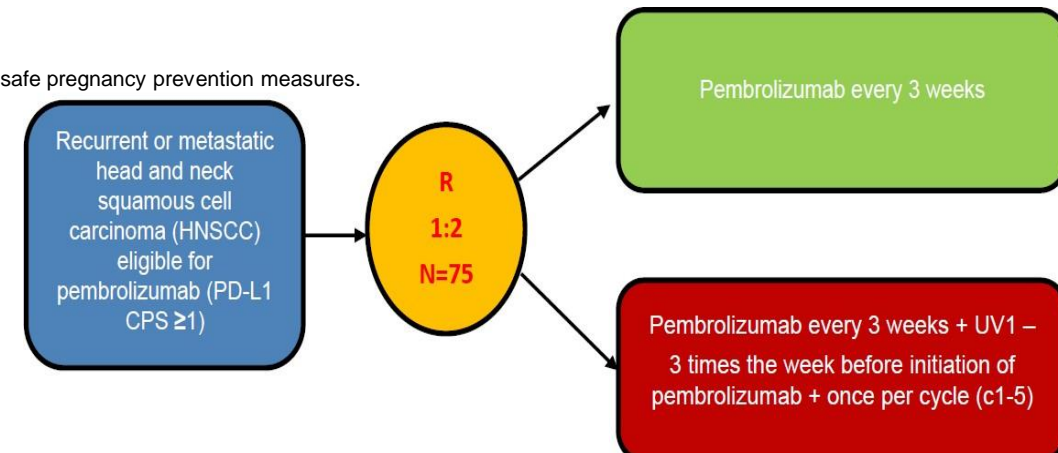 safe pregnancy prevention measures.
Recurrent or metastatic
head and neck
squamous cell
carcinoma (HNSCC)
eligible for
pembrolizumab (PD-L1
CPS ≥1)
R
1:2
N=75
Pembrolizumab every 3 weeks
Pembrolizumab every 3 weeks + UV1 –
3 times the week before initiation of
pembrolizumab + once per cycle (c1-5)